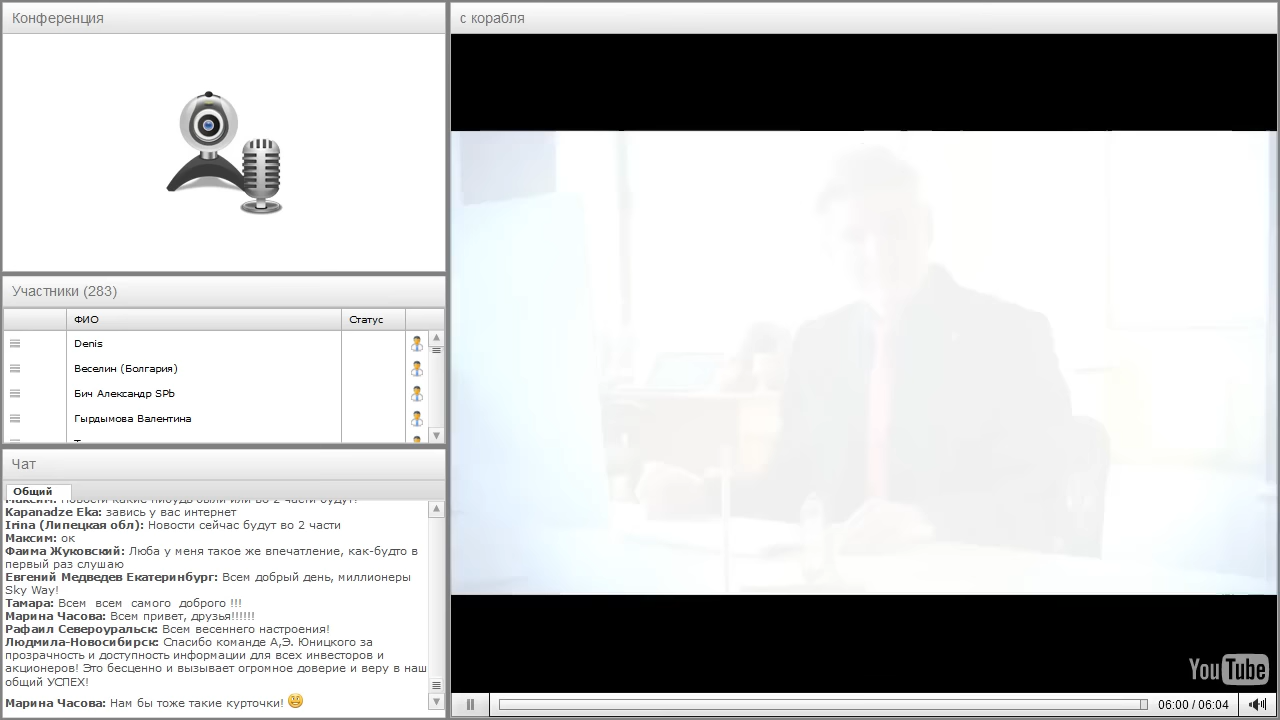 Конференция
с корабля
Участники (283)
ФИО
Статус
Denis
Веселин (Болгария)
Бич Александр SPb
Гырдымова Валентина
Чат
Общий
Максим: Новости какие нибудь были или во 2 части будут?
Kapanadze Eka: завись у вас интернет
Irina (Липецкая обл): Новости сейчас будут во 2 части
Максим: ок
Фаима Жуковский: Люба у меня такое же впечатление, как-будто в
первый раз слушаю
Евгений Медведев Екатеринбург: Всем добрый день, миллионеры
Sky Way!
Тамара: Всем всем самого доброго !!!
Марина Часова: Всем привет, друзья!!!!!!
Рафаил Североуральск: Всем весеннего настроения!
Людмила-Новосибирск: Спасибо команде А,Э. Юницкого за
прозрачность и доступность информации для всех инвесторов и
акционеров! Это бесценно и вызывает огромное доверие и веру в наш
общий УСПЕХ!
Марина Часова: Нам бы тоже такие курточки!
YouTube
06:00 / 06:04